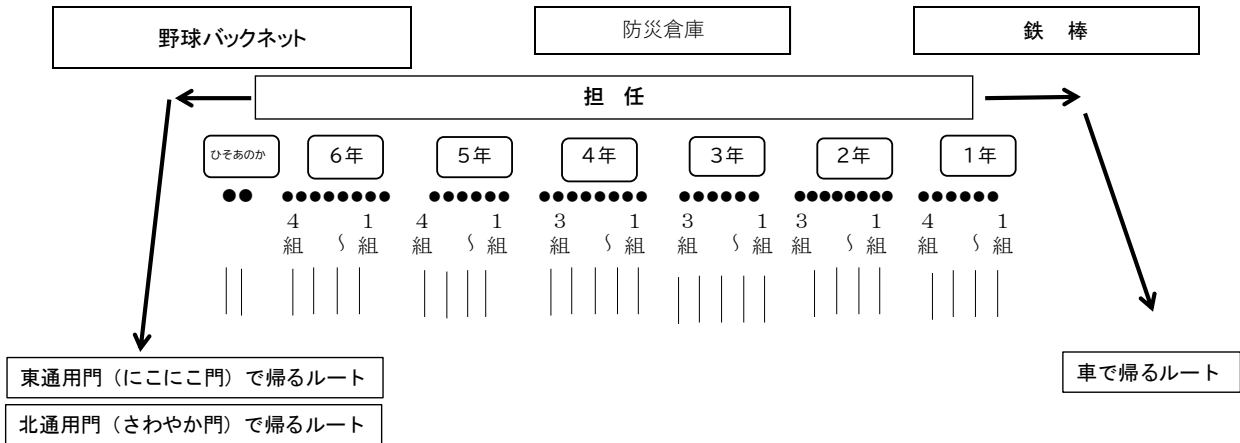 野球バックネット
防災倉庫
鉄 棒
担 任
ひそあのか
6年
5年
4年
3年
2年
1年
4組 〜 1組
4組 〜 1組
3組 〜 1組
3組 〜 1組
3組 〜 1組
4組 〜 1組
東通用門（にこにこ門）で帰るルート
北通用門（さわやか門）で帰るルート
車で帰るルート